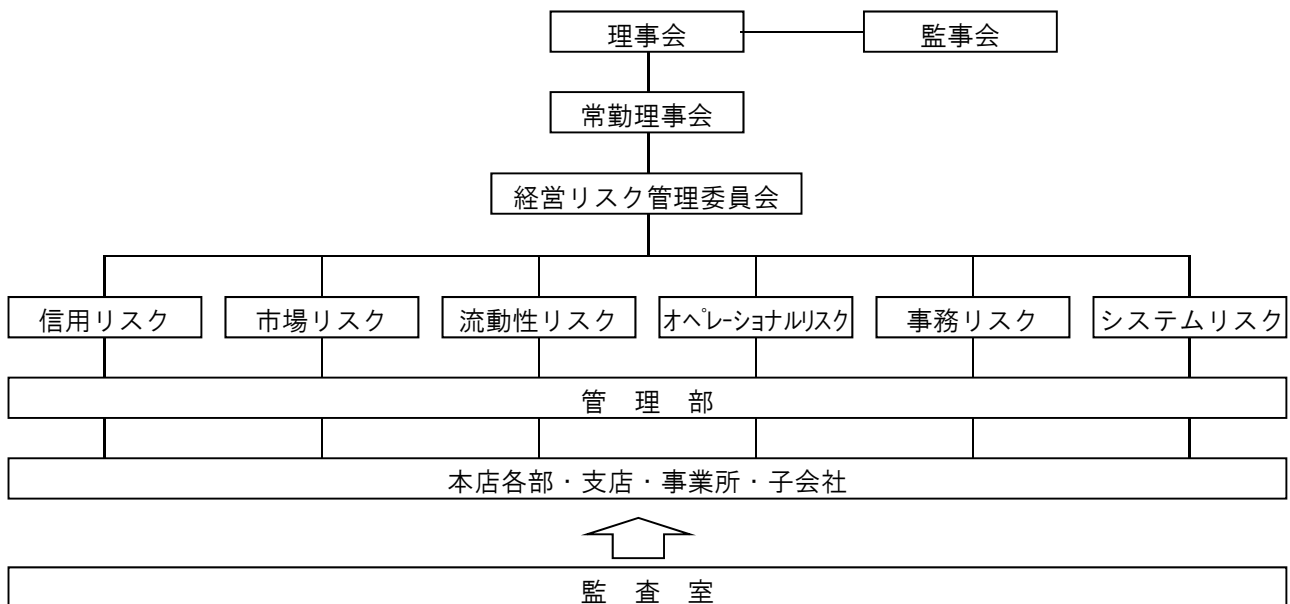 理事会 監事会
常勤理事会
経営リスク管理委員会
信用リスク 市場リスク 流動性リスク オペレーショナルリスク 事務リスク システムリスク
管 理 部
本店各部・支店・事業所・子会社
監 査 室